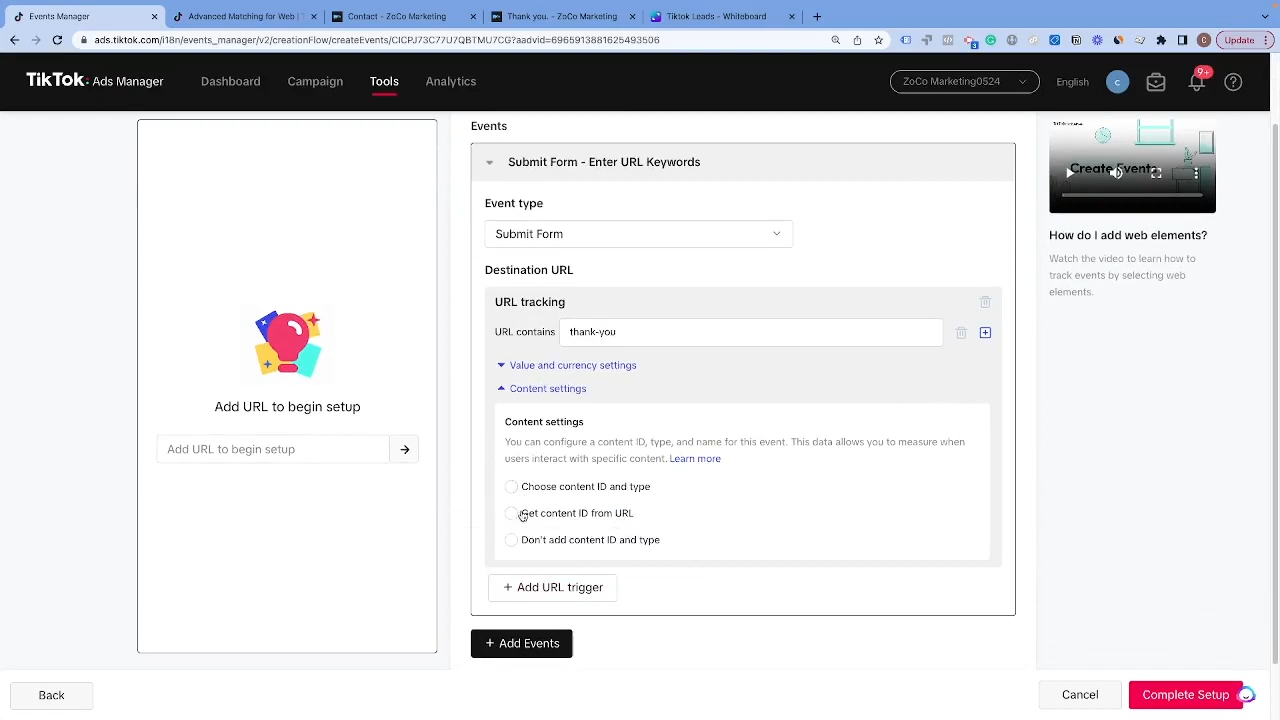 Events Manager
Advanced Matching for Web |
Contact - ZoCo Marketing
Thank you. - ZoCo Marketing
Tiktok Leads - Whiteboard
ads.tiktok.com/i18n/events_manager/v2/creationFlow/createEvents/CICPJ73C77U7QBTMU7CG?aadvid=6965913881625493506
3
C
Update
TikTok: Ads Manager
Dashboard
Campaign
Tools
Analytics
ZoCo Marketing0524
English
c
9+
Events
Submit Form - Enter URL Keywords
Event type
Submit Form
Destination URL
URL tracking
URL contains
thank-you
Value and currency settings
Content settings
Content settings
You can configure a content ID, type, and name for this event. This data allows you to measure when
users interact with specific content. Learn more
Choose content ID and type
Get content ID from URL
Don't add content ID and type
+ Add URL trigger
+ Add Events
Add URL to begin setup
Add URL to begin setup
Create Events
How do I add web elements?
Watch the video to learn how to
track events by selecting web
elements.
Back
Cancel
Complete Setup